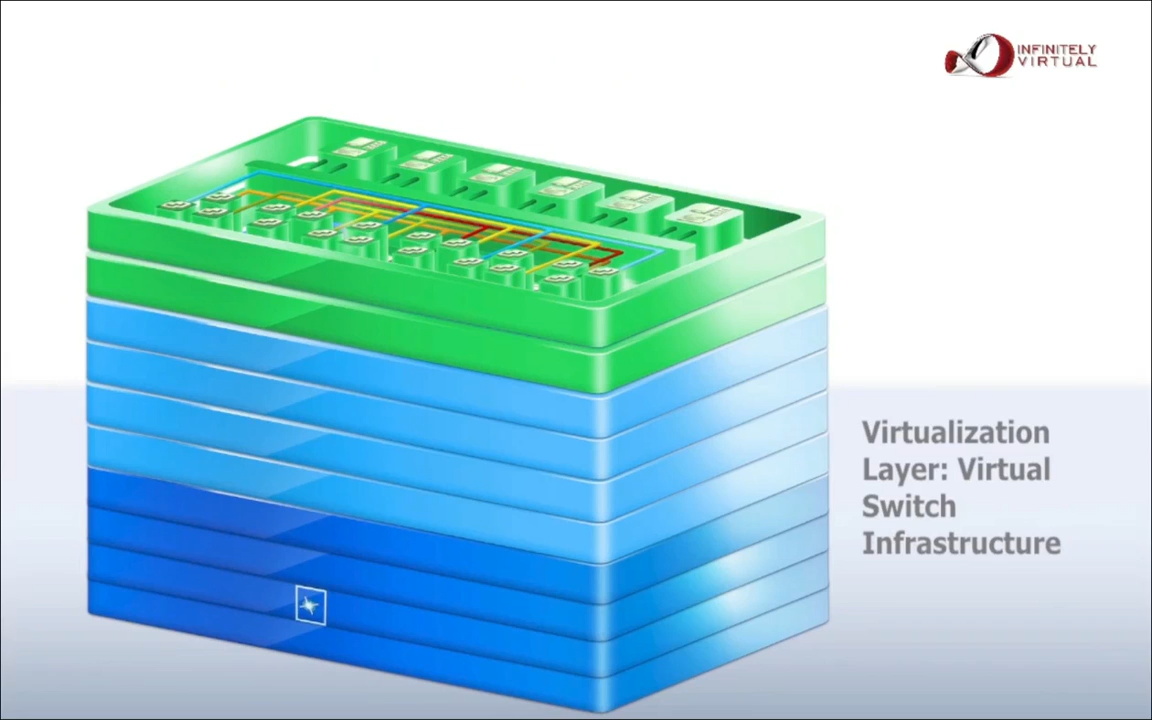 INFINITELY
VIRTUAL
Virtualization
Layer: Virtual
Switch
Infrastructure